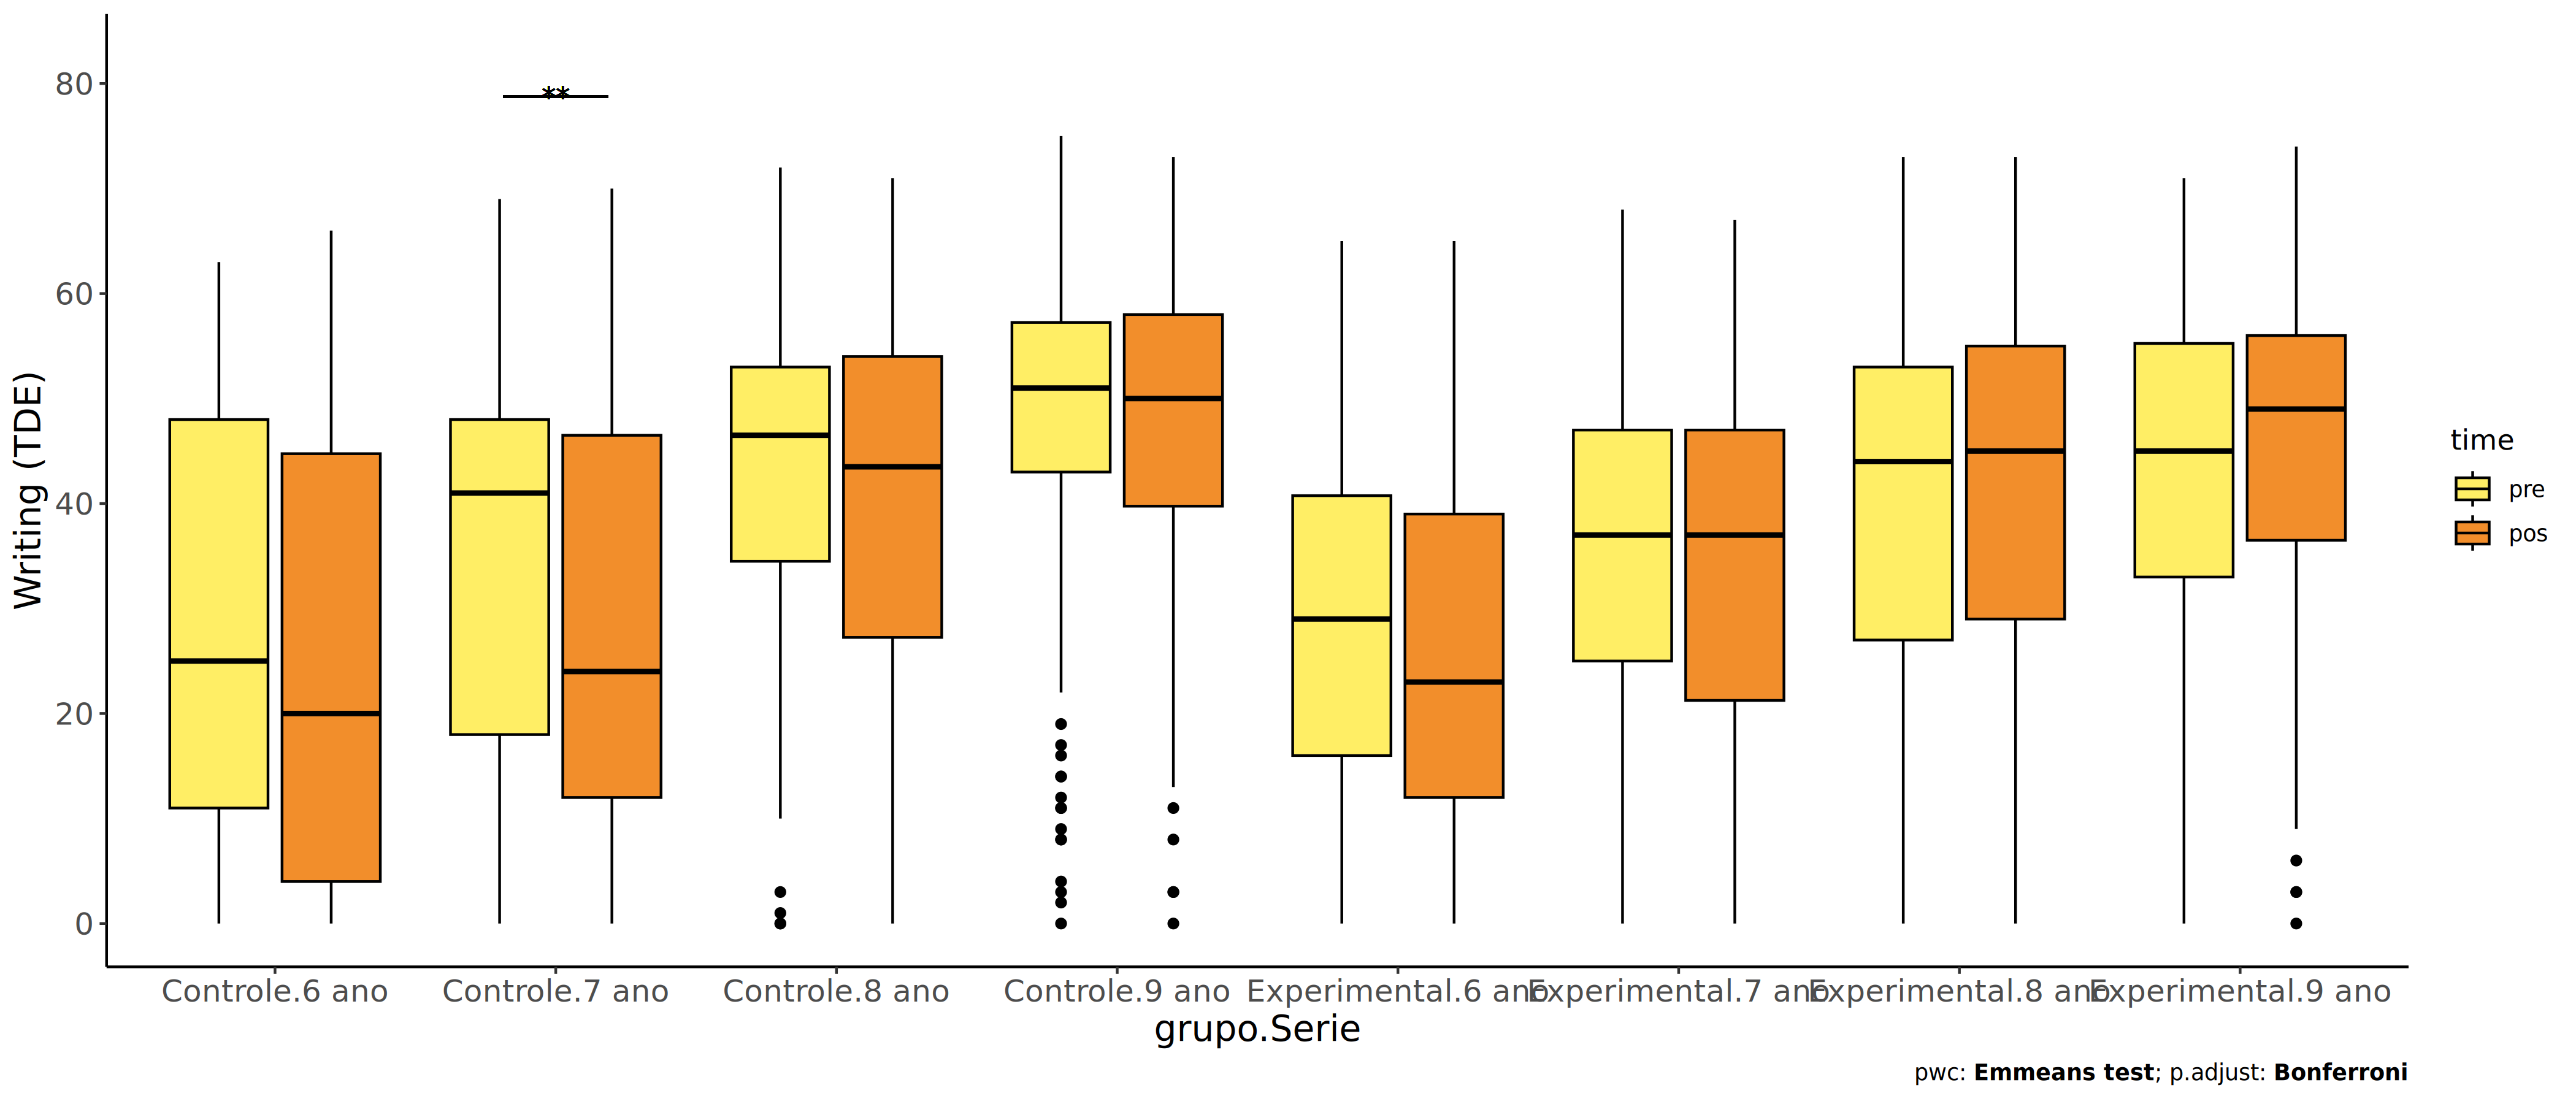 Writing (TDE)
80
60
40
20
0
**
Controle.6 ano
Controle.7 ano
Controle.8 ano
Controle.9 ano
Experimental.6 ano
Experimental.7 ano
Experimental.8 ano
Experimental.9 ano
grupo.Serie
time
pre
pos
pwc: Emmeans test; p.adjust: Bonferroni